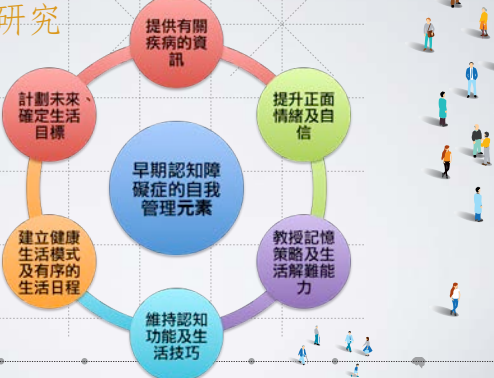 研究
提供有關
疾病的資
訊
提升正面
情緒及自
信
教授記憶
策略及生
活解難能
力
維持認知
功能及生
活技巧
建立健康
生活模式
及有序的
生活日程
計劃未來、
確定生活
目標
早期認知障
礙症的自我
管理元素